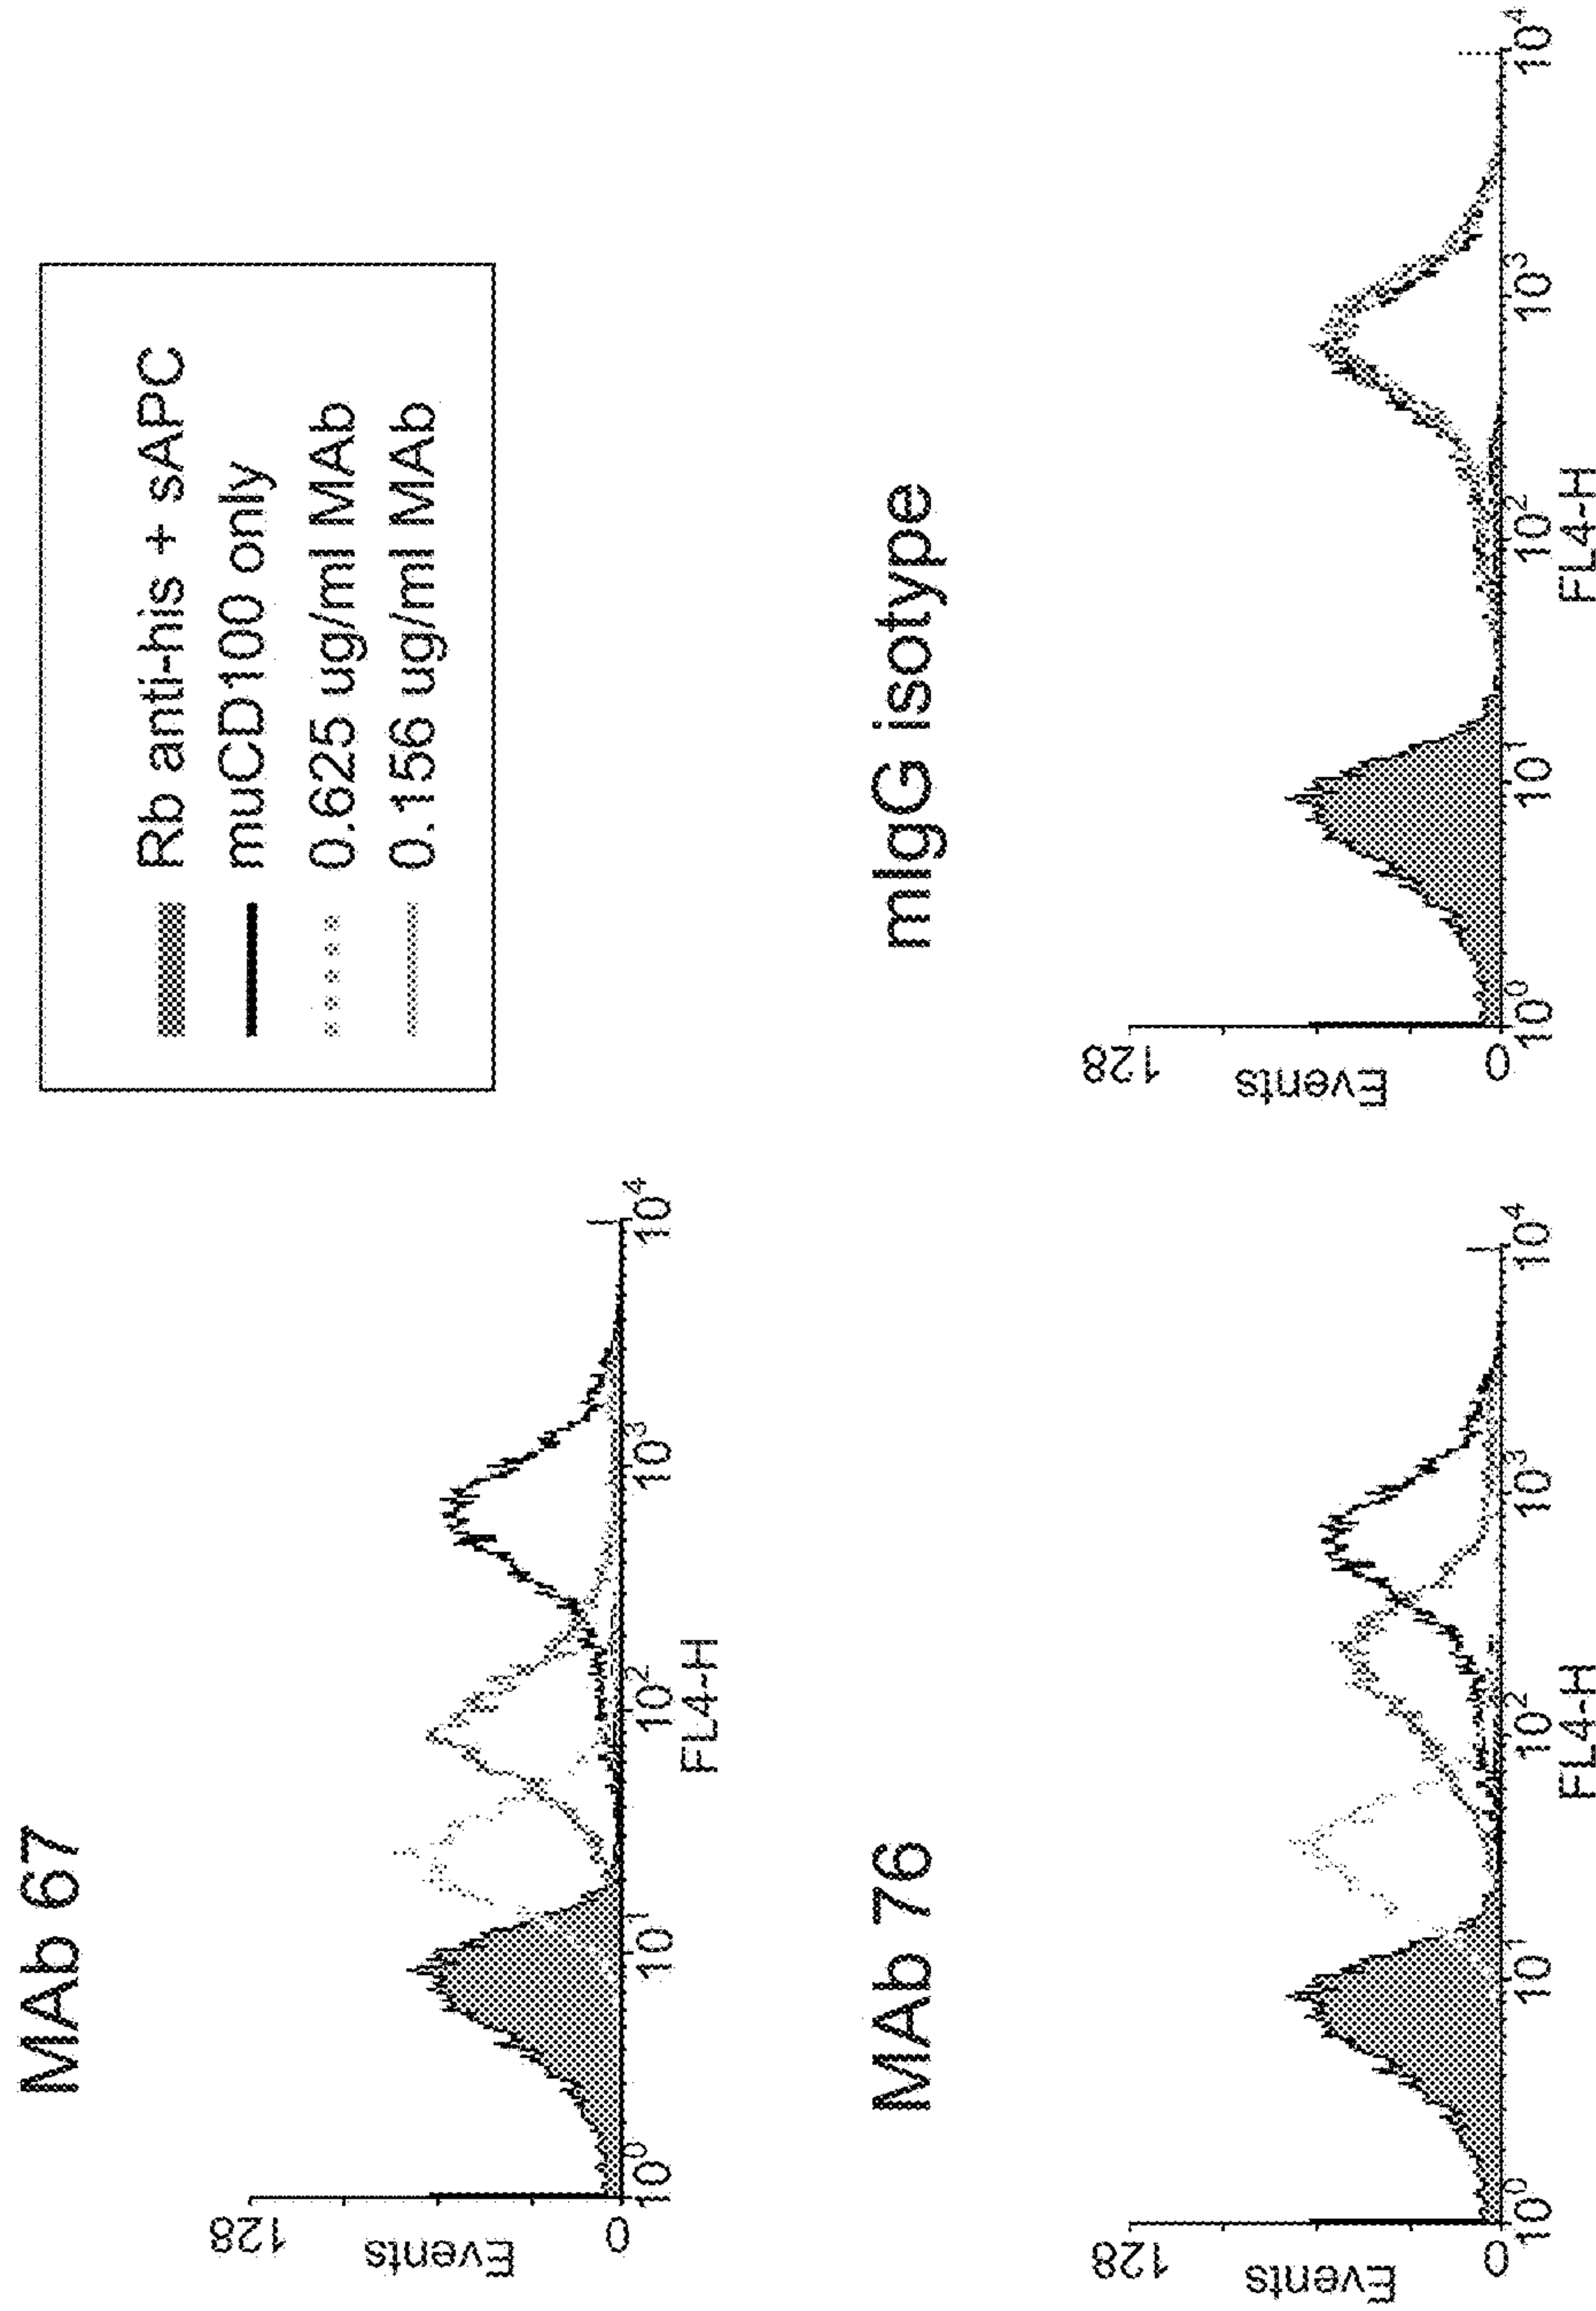 MAb 67
Events
128
0
10⁰
10¹
10²
10³
10⁴
FL4-H
Rb anti-his + sAPC
muCD100 only
0.625 ug/ml MAb
0.156 ug/ml MAb
MAb 76
Events
128
0
10⁰
10¹
10²
10³
10⁴
FL4-H
mIgG isotype
Events
128
0
10⁰
10¹
10²
10³
10⁴
FL4-H